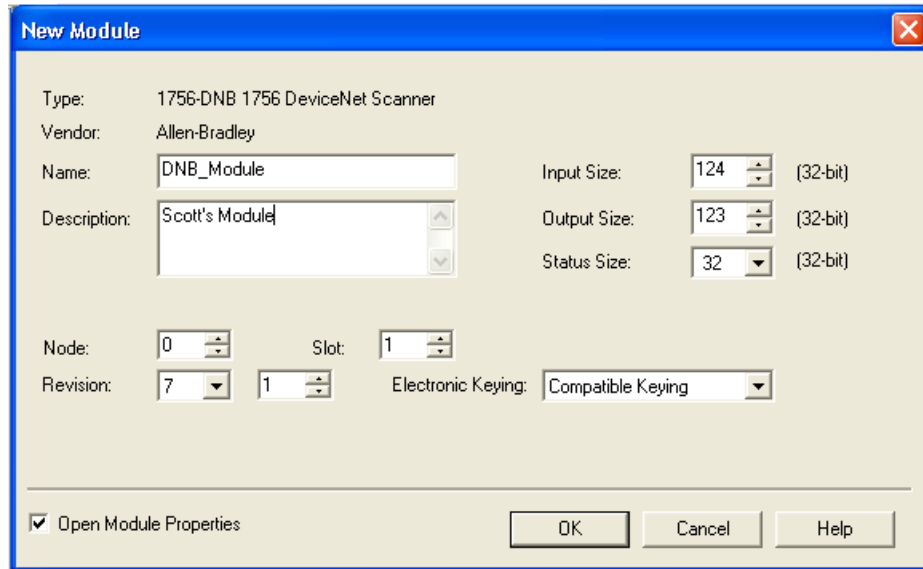 New Module
Type: 1756-DNB 1756 DeviceNet Scanner
Vendor: Allen-Bradley
Name: DNB_Module Input Size: 124 (32-bit)
Description: Scott's Module Output Size: 123 (32-bit)
Status Size: 32 (32-bit)
Node: 0 Slot: 1
Revision: 7 1 Electronic Keying: Compatible Keying
Open Module Properties OK Cancel Help